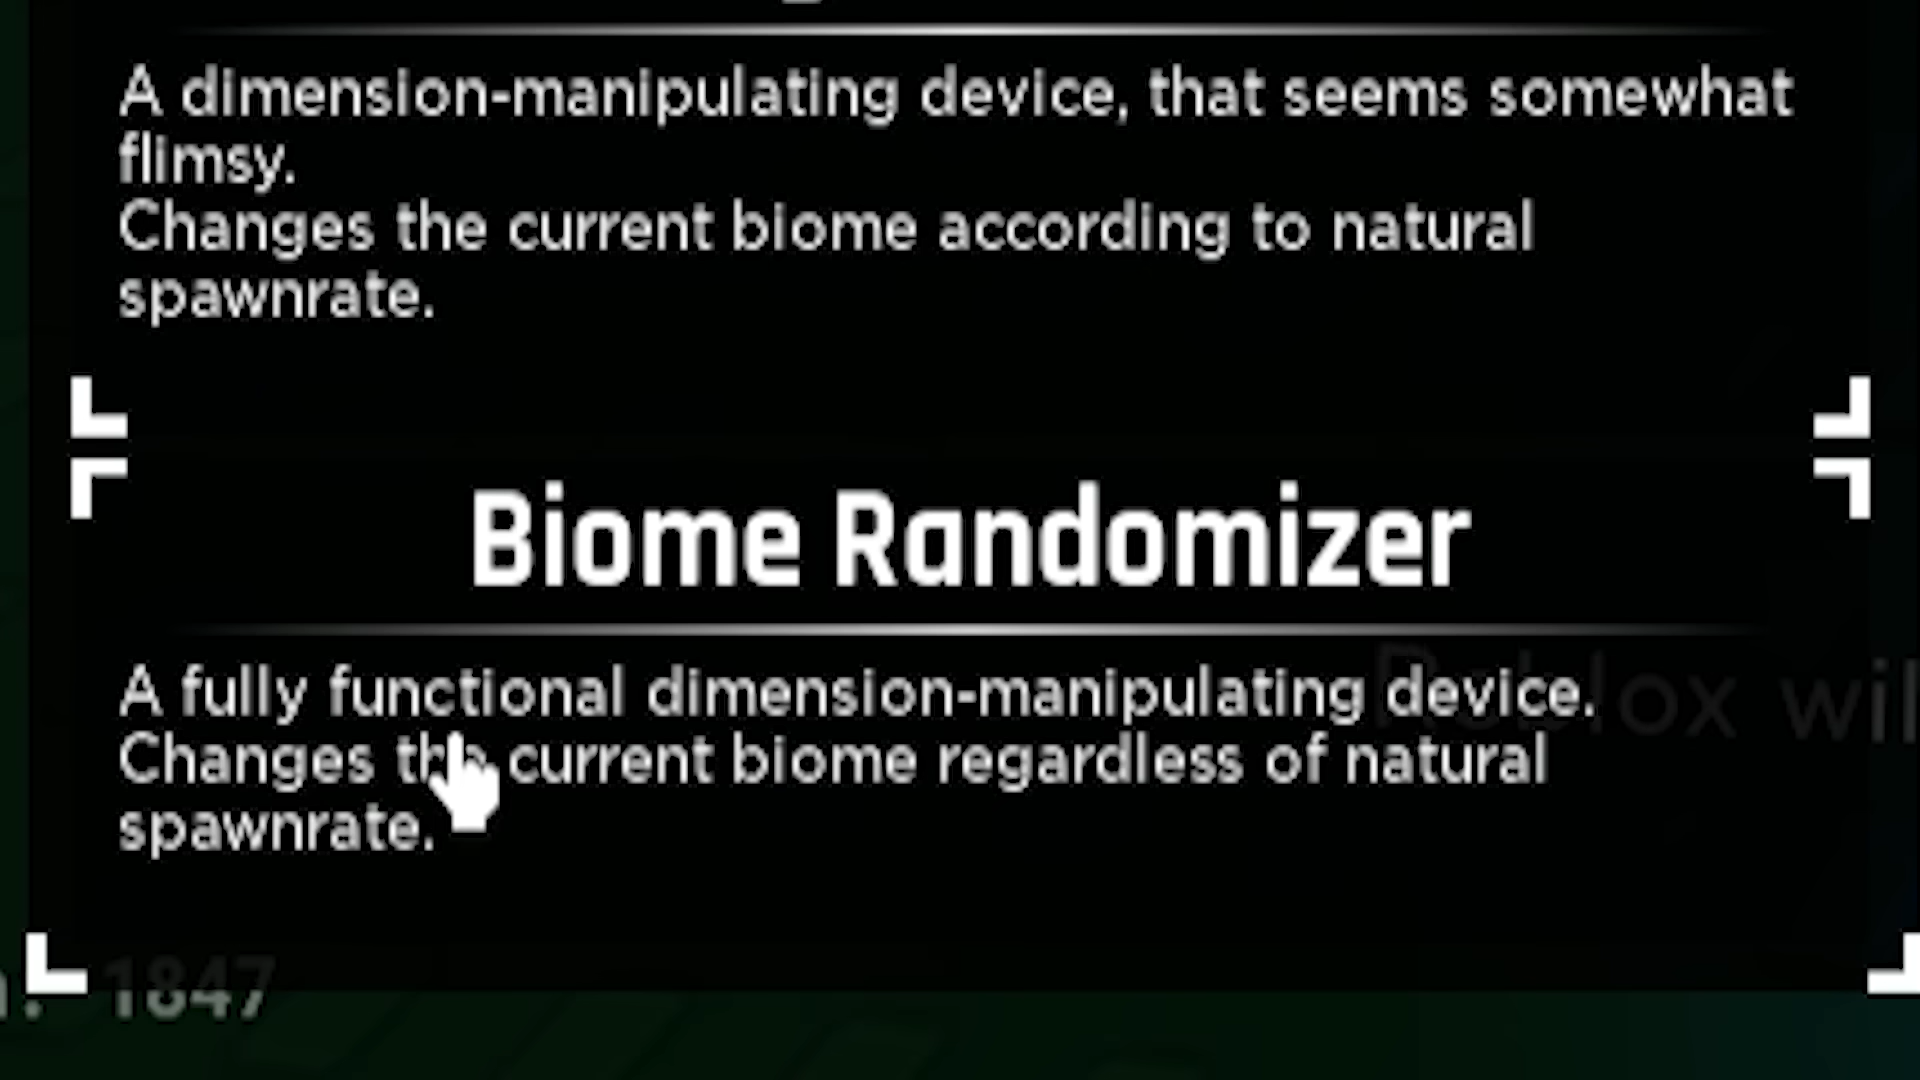 A dimension-manipulating device, that seems somewhat
flimsy.
Changes the current biome according to natural
spawnrate.
Biome Randomizer
A fully functional dimension-manipulating device.
Changes the current biome regardless of natural
spawnrate.
1847